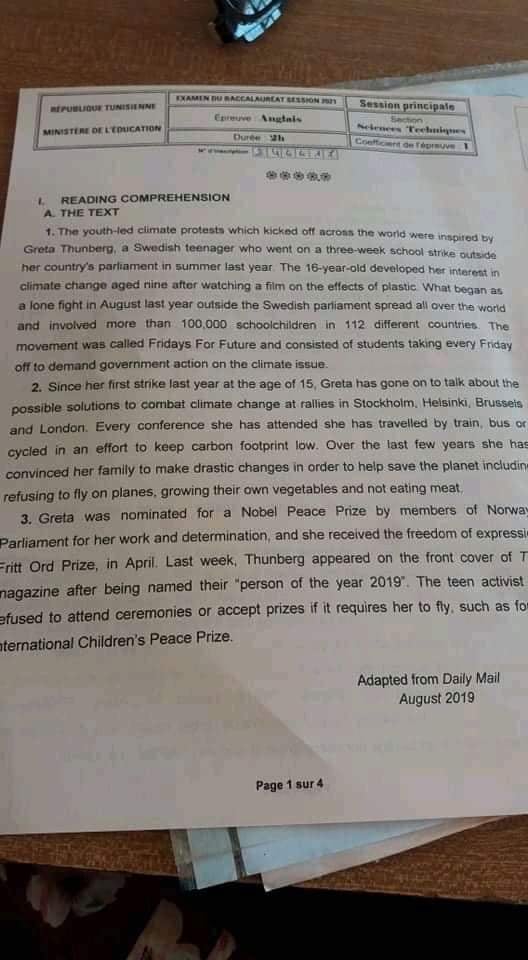 RÉPUBLIQUE TUNISIENNE
MINISTÈRE DE L'ÉDUCATION
EXAMEN DU BACCALAURÉAT SESSION 2021
Épreuve : Anglais
Durée : 2h
Session principale
Section :
Sciences Techniques
Coefficient de l'épreuve : 1
N° d'inscription
I. READING COMPREHENSION
A. THE TEXT
1. The youth-led climate protests which kicked off across the world were inspired by
Greta Thunberg, a Swedish teenager who went on a three-week school strike outside
her country's parliament in summer last year. The 16-year-old developed her interest in
climate change aged nine after watching a film on the effects of plastic. What began as
a lone fight in August last year outside the Swedish parliament spread all over the world
and involved more than 100,000 schoolchildren in 112 different countries. The
movement was called Fridays For Future and consisted of students taking every Friday
off to demand government action on the climate issue.
2. Since her first strike last year at the age of 15, Greta has gone on to talk about the
possible solutions to combat climate change at rallies in Stockholm, Helsinki, Brussels
and London. Every conference she has attended she has travelled by train, bus or
cycled in an effort to keep carbon footprint low. Over the last few years she has
convinced her family to make drastic changes in order to help save the planet includin
refusing to fly on planes, growing their own vegetables and not eating meat.
3. Greta was nominated for a Nobel Peace Prize by members of Norway
Parliament for her work and determination, and she received the freedom of expressi
Fritt Ord Prize, in April. Last week, Thunberg appeared on the front cover of T
magazine after being named their "person of the year 2019". The teen activist
efused to attend ceremonies or accept prizes if it requires her to fly, such as fo
nternational Children's Peace Prize.
Adapted from Daily Mail
August 2019
Page 1 sur 4